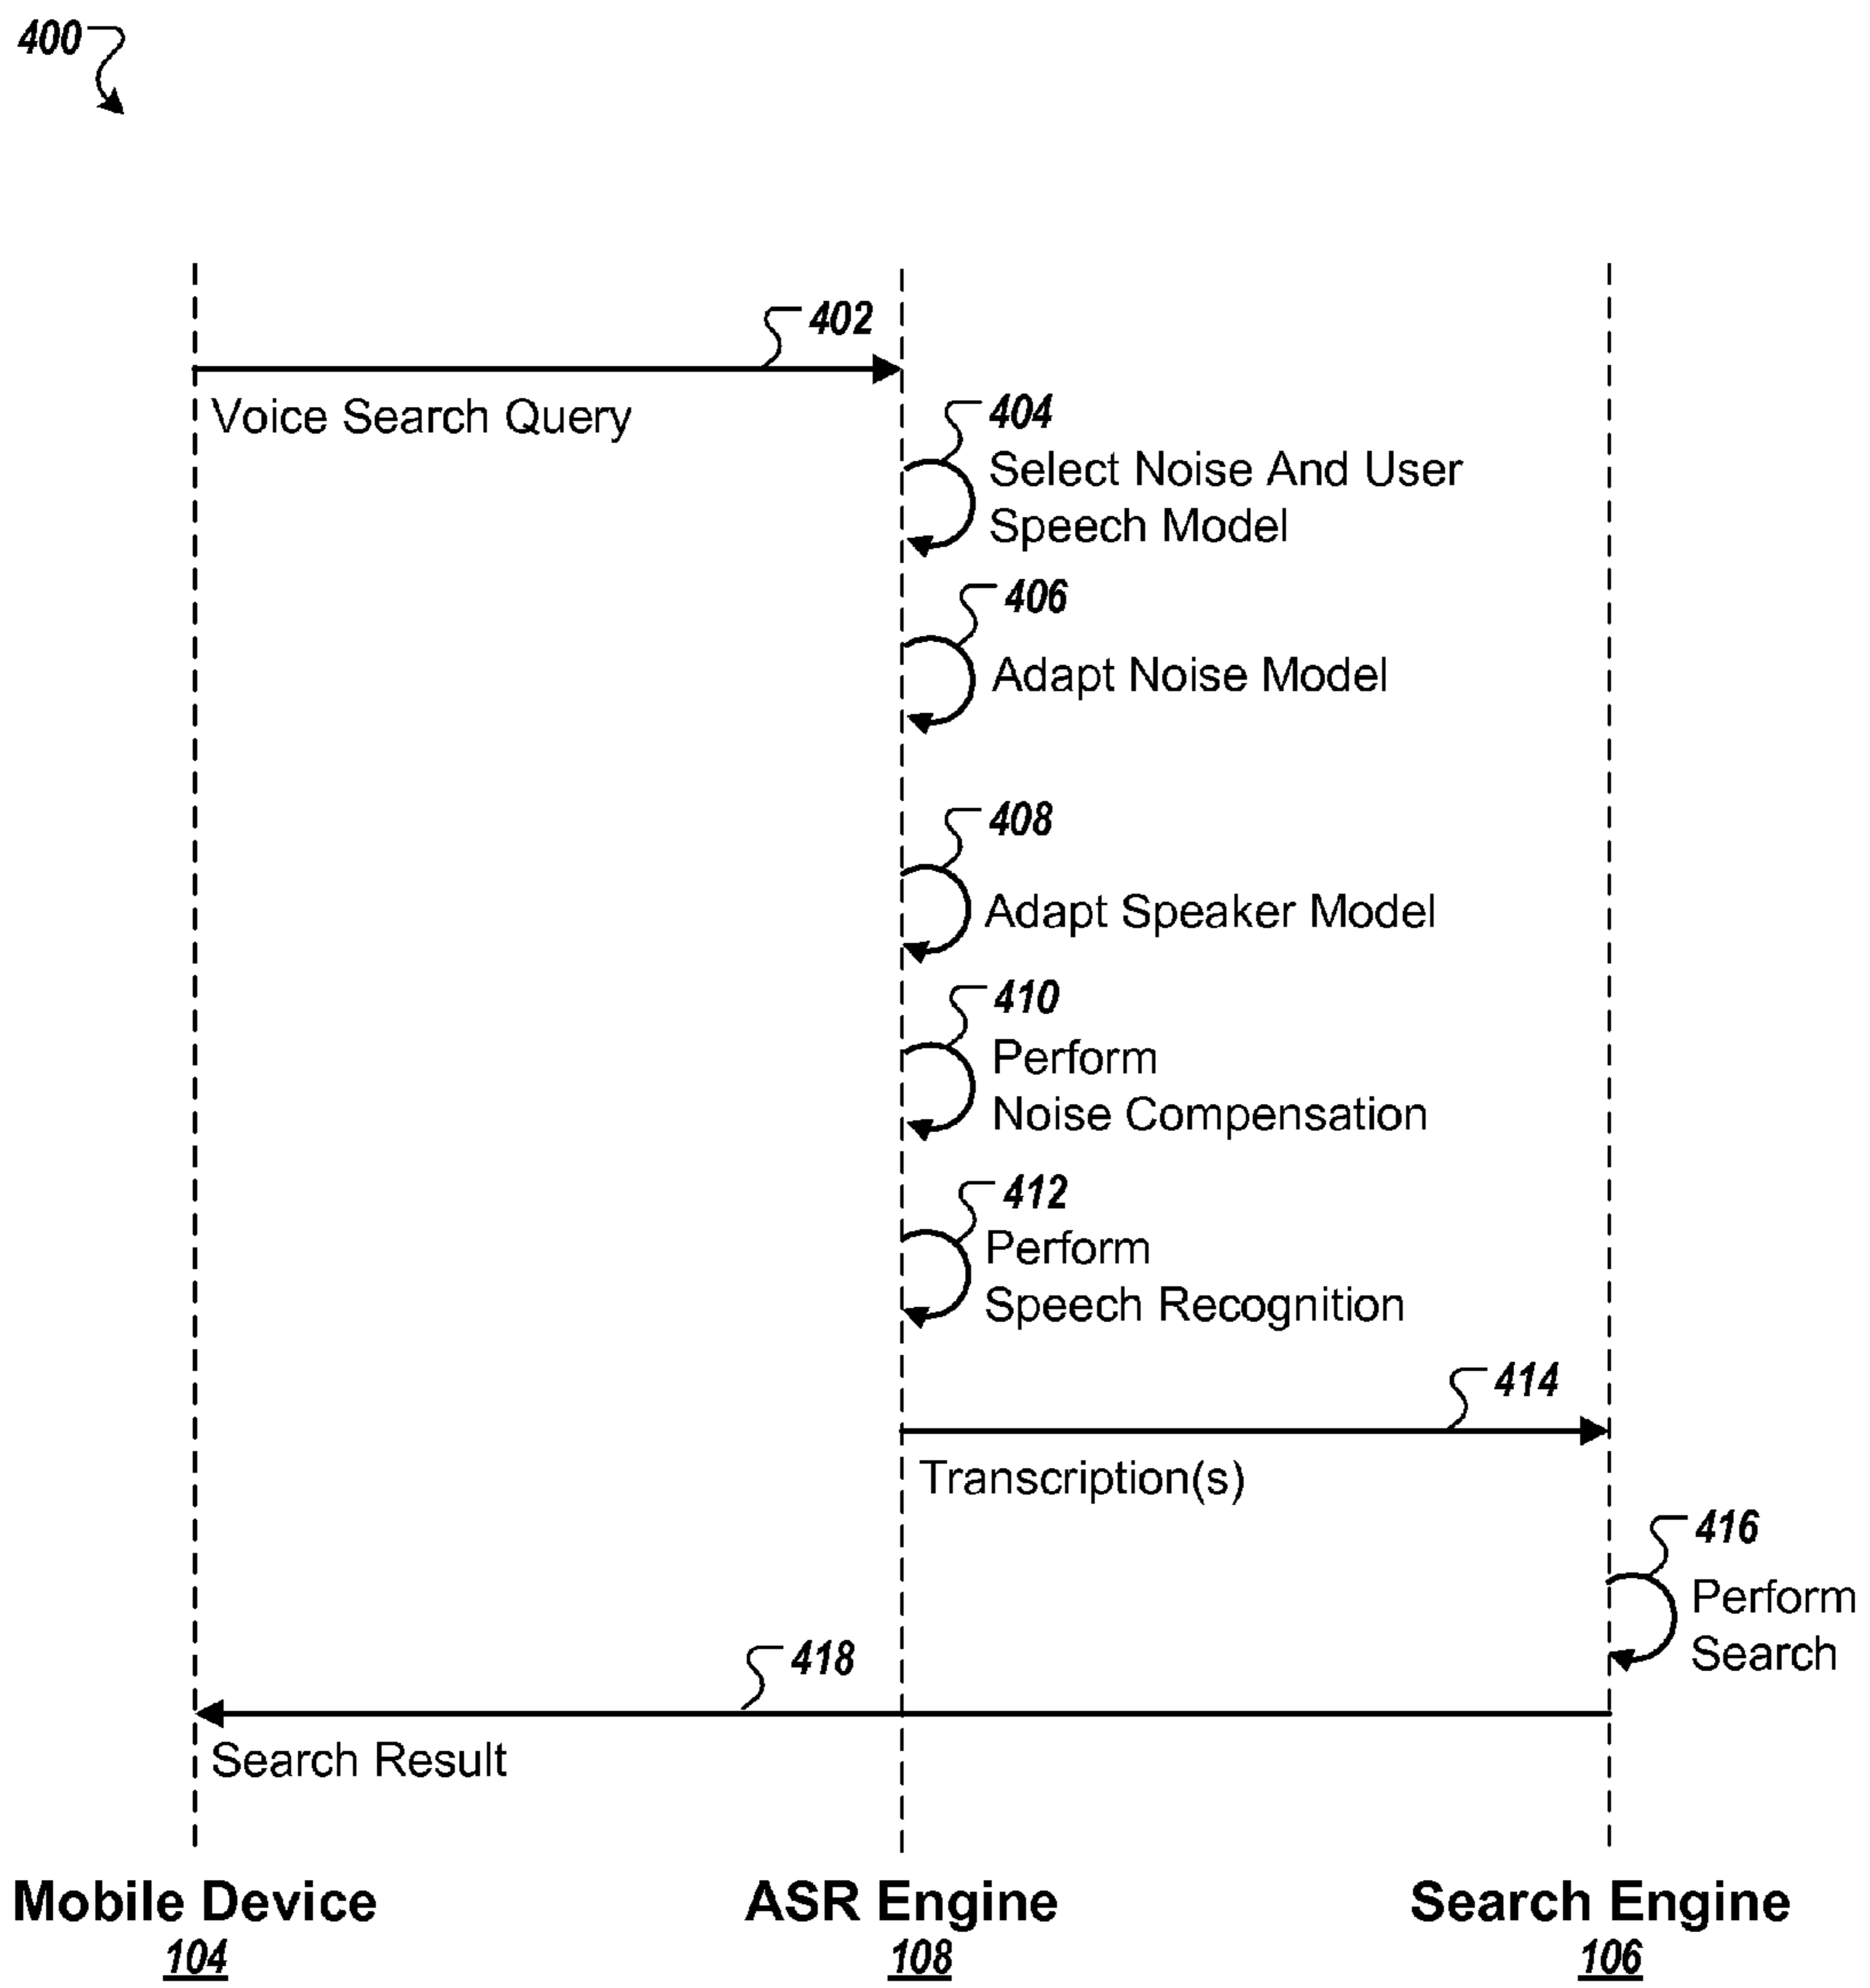 400
402
Voice Search Query
404
Select Noise And User
Speech Model
406
Adapt Noise Model
408
Adapt Speaker Model
410
Perform
Noise Compensation
412
Perform
Speech Recognition
414
Transcription(s)
416
Perform
Search
418
Search Result
Mobile Device
104
ASR Engine
108
Search Engine
106